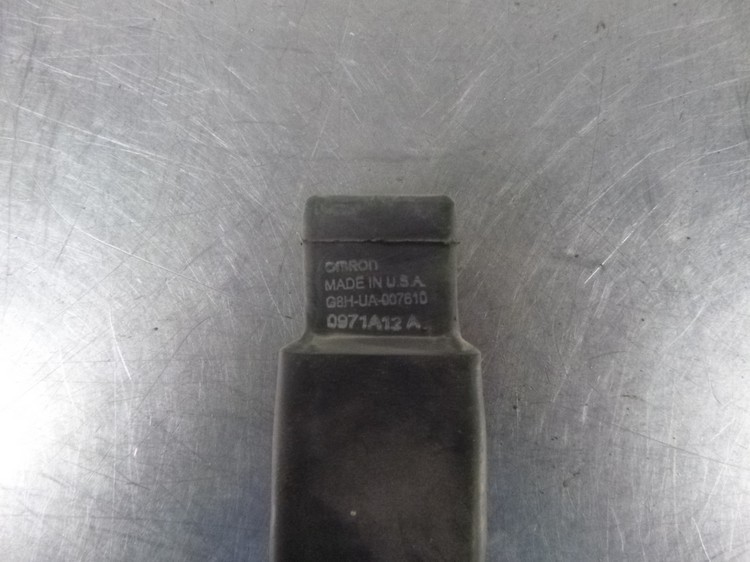 omron
MADE IN U.S.A.
G8H-UA-007610
0971A12 A